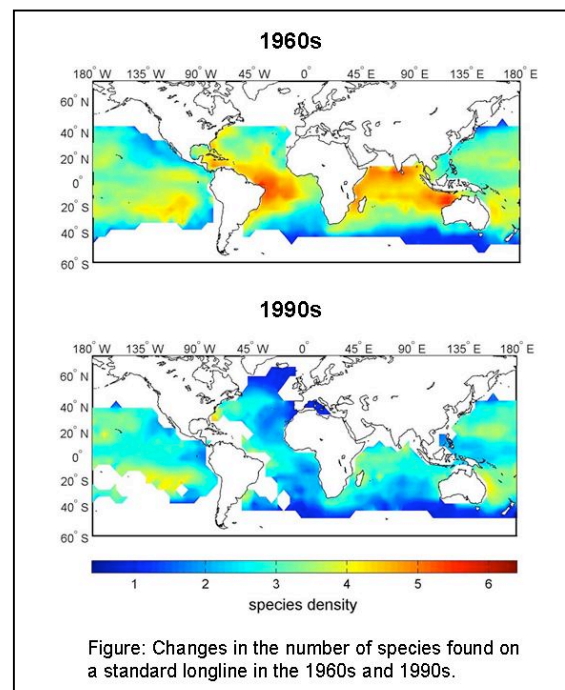 1960s
180° W 135° W 90° W 45° W 0° 45° E 90° E 135° E 180° E
60° N
40° N
20° N
0°
20° S
40° S
60° S
1990s
180° W 135° W 90° W 45° W 0° 45° E 90° E 135° E 180° E
60° N
40° N
20° N
0°
20° S
40° S
60° S
1 2 3 4 5 6
species density
Figure: Changes in the number of species found on
a standard longline in the 1960s and 1990s.